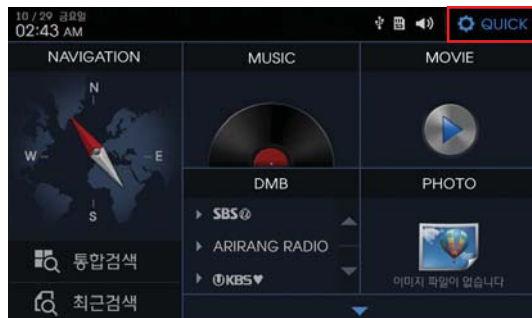 10 / 29 금요일
02:43 AM
QUICK
NAVIGATION
MUSIC
MOVIE
N
W
E
S
DMB
PHOTO
SBS@
ARIRANG RADIO
KBS♥
통합검색
최근검색
이미지 파일이 없습니다